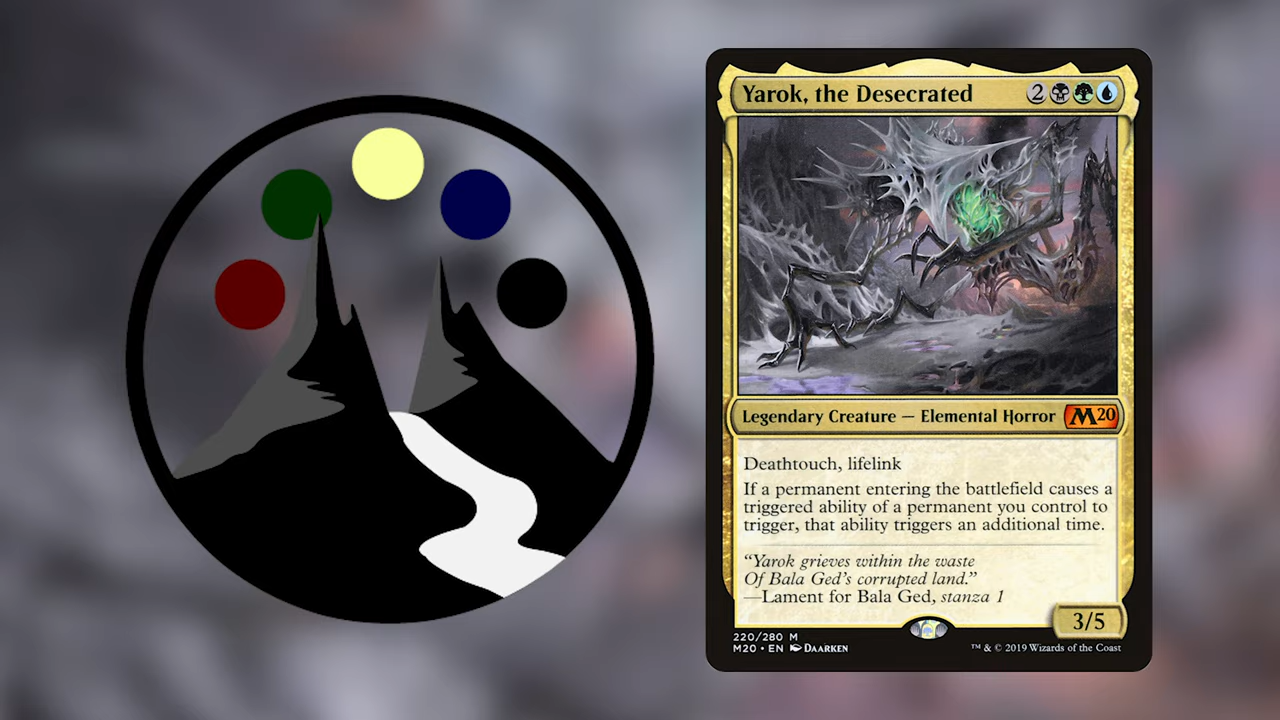 Yarok, the Desecrated 2
Legendary Creature — Elemental Horror M20
Deathtouch, lifelink
If a permanent entering the battlefield causes a
triggered ability of a permanent you control to
trigger, that ability triggers an additional time.
“Yarok grieves within the waste
Of Bala Ged’s corrupted land.”
—Lament for Bala Ged, stanza 1
3/5
220/280 M
M20 • EN DAARKEN
™ & © 2019 Wizards of the Coast